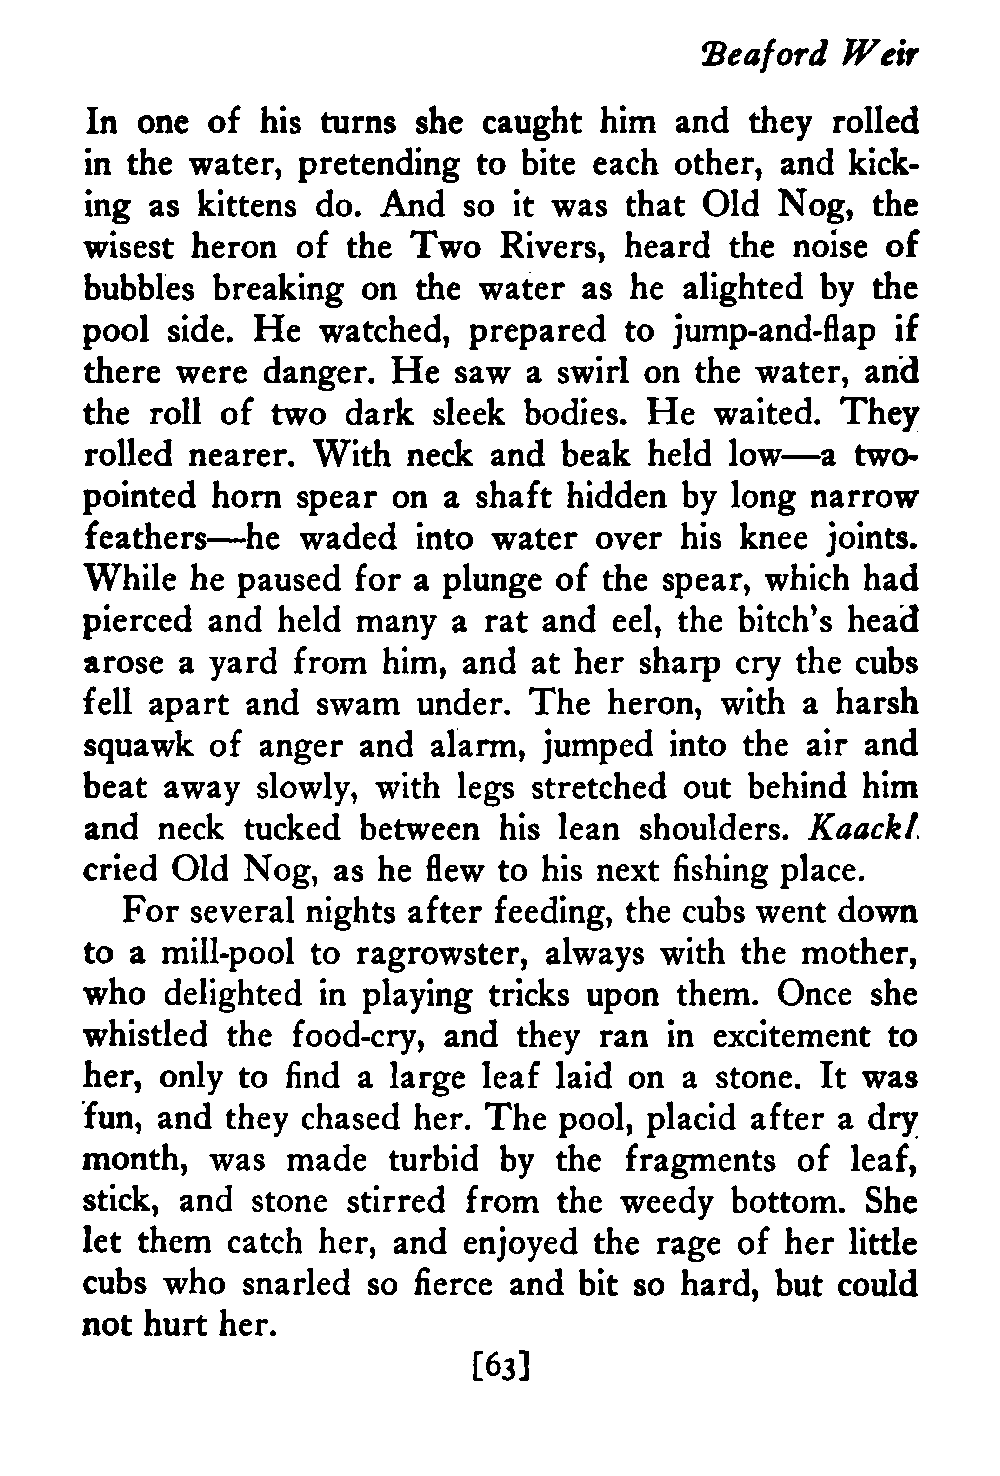 Beaford Weir
In one of his turns she caught him and they rolled
in the water, pretending to bite each other, and kick-
ing as kittens do. And so it was that Old Nog, the
wisest heron of the Two Rivers, heard the noise of
bubbles breaking on the water as he alighted by the
pool side. He watched, prepared to jump-and-flap if
there were danger. He saw a swirl on the water, and
the roll of two dark sleek bodies. He waited. They
rolled nearer. With neck and beak held low—a two-
pointed horn spear on a shaft hidden by long narrow
feathers—he waded into water over his knee joints.
While he paused for a plunge of the spear, which had
pierced and held many a rat and eel, the bitch's head
arose a yard from him, and at her sharp cry the cubs
fell apart and swam under. The heron, with a harsh
squawk of anger and alarm, jumped into the air and
beat away slowly, with legs stretched out behind him
and neck tucked between his lean shoulders. Kaack!
cried Old Nog, as he flew to his next fishing place.
For several nights after feeding, the cubs went down
to a mill-pool to ragrowster, always with the mother,
who delighted in playing tricks upon them. Once she
whistled the food-cry, and they ran in excitement to
her, only to find a large leaf laid on a stone. It was
fun, and they chased her. The pool, placid after a dry
month, was made turbid by the fragments of leaf,
stick, and stone stirred from the weedy bottom. She
let them catch her, and enjoyed the rage of her little
cubs who snarled so fierce and bit so hard, but could
not hurt her.
[63]